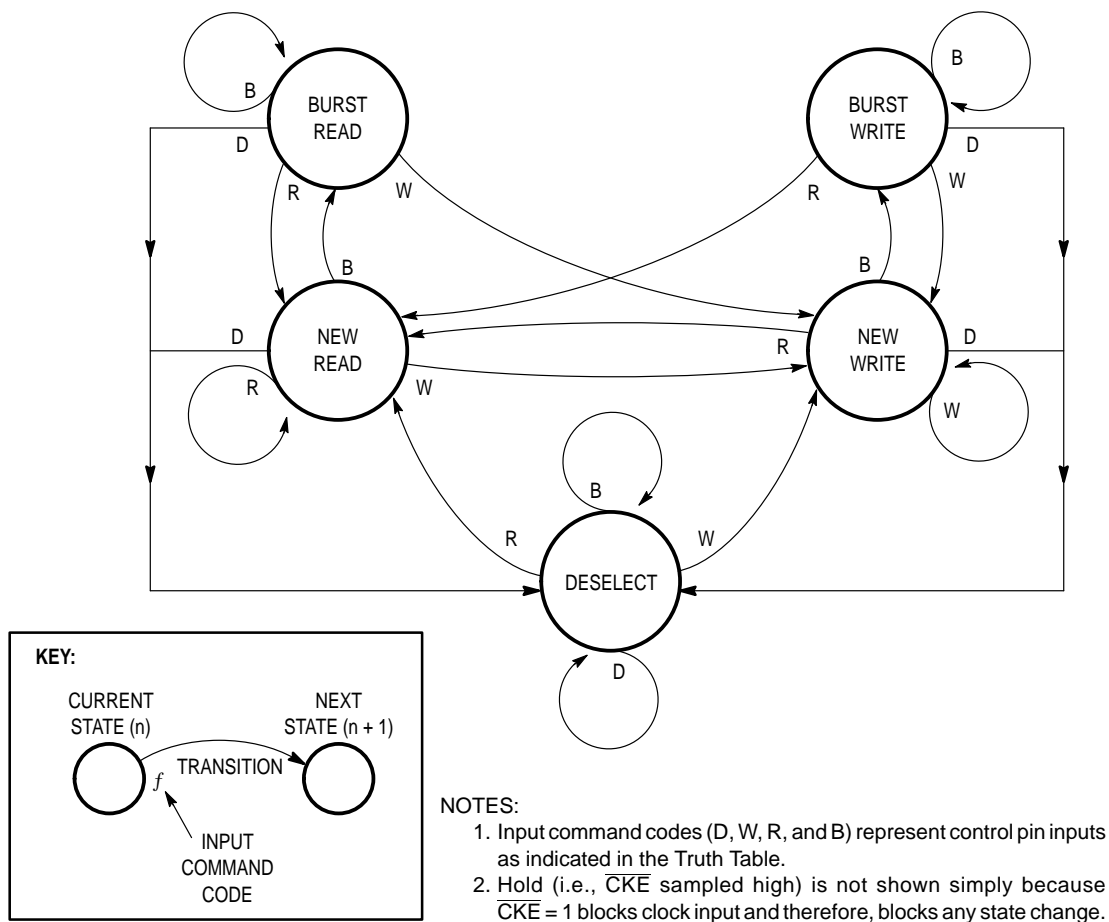 B
BURST
READ
D
R
W
BURST
WRITE
B
D
W
R
B
B
D
NEW
READ
R
W
R
NEW
WRITE
D
W
B
R
W
DESELECT
D
KEY:
CURRENT
STATE (n)
NEXT
STATE (n + 1)
TRANSITION
f
INPUT
COMMAND
CODE
NOTES:
1. Input command codes (D, W, R, and B) represent control pin inputs
as indicated in the Truth Table.
2. Hold (i.e., C̅K̅E̅ sampled high) is not shown simply because
C̅K̅E̅ = 1 blocks clock input and therefore, blocks any state change.